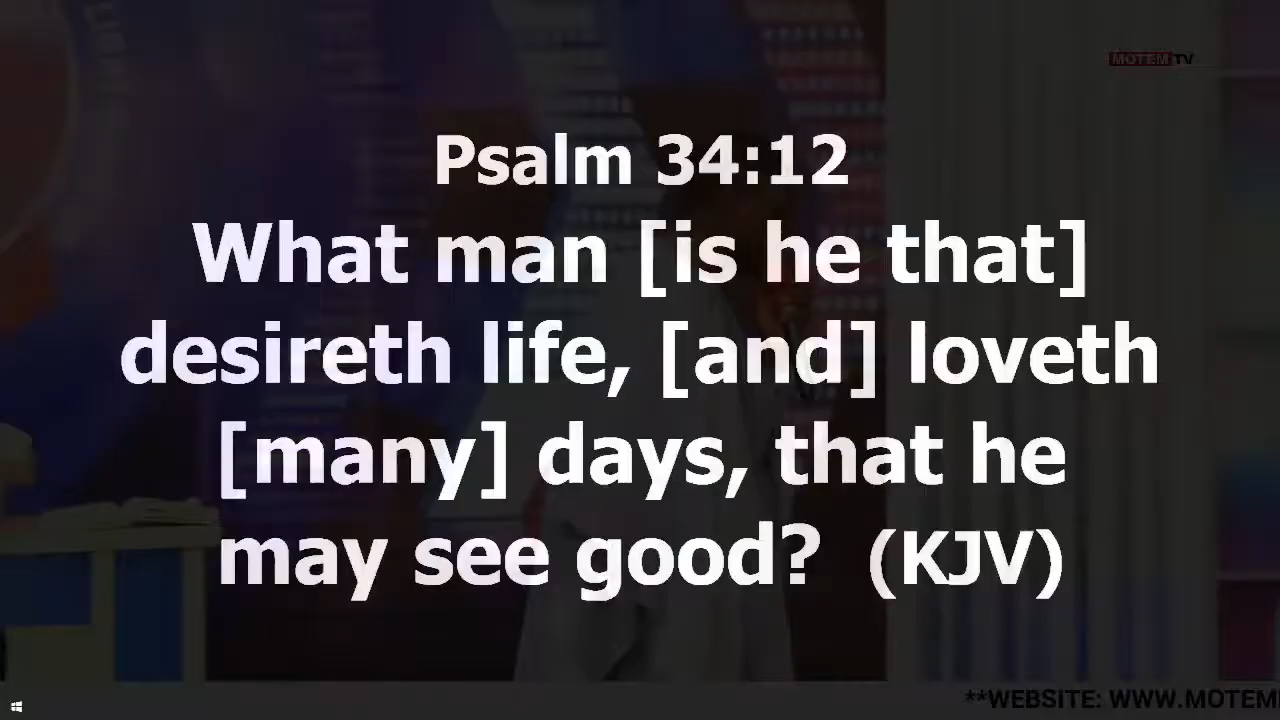 MOTEM TV
Psalm 34:12
What man [is he that]
desireth life, [and] loveth
[many] days, that he
may see good? (KJV)
**WEBSITE: WWW.MOTEM